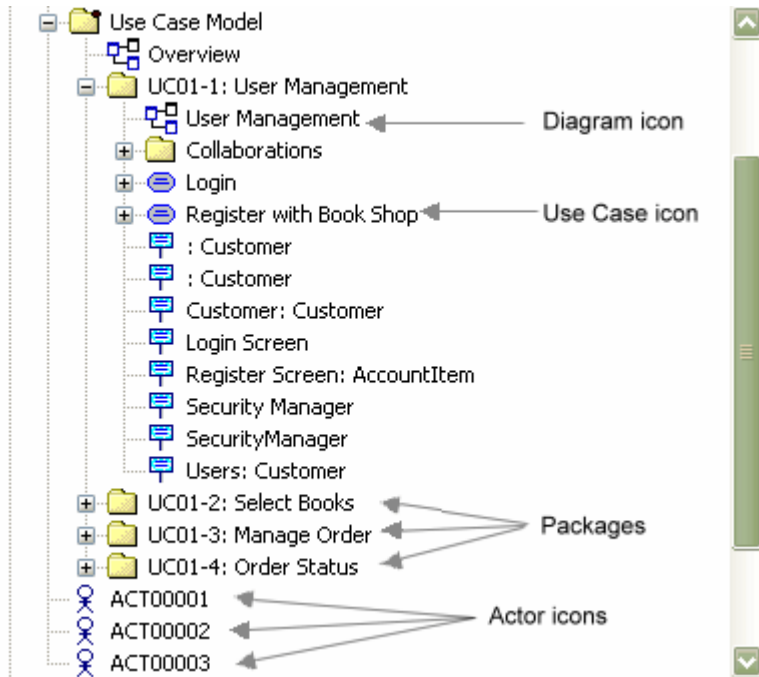 Use Case Model
Overview
UC01-1: User Management
User Management
Diagram icon
Collaborations
Login
Register with Book Shop
Use Case icon
: Customer
: Customer
Customer: Customer
Login Screen
Register Screen: AccountItem
Security Manager
SecurityManager
Users: Customer
UC01-2: Select Books
UC01-3: Manage Order
Packages
UC01-4: Order Status
ACT00001
Actor icons
ACT00002
ACT00003